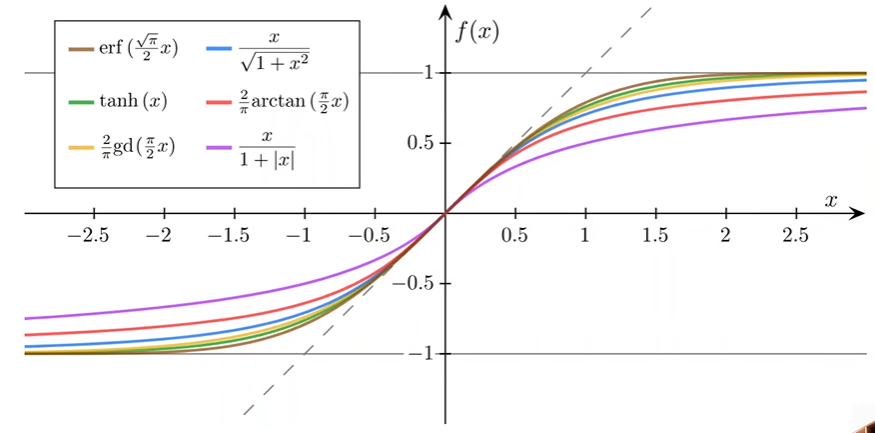 f(x)
erf (√π/2 x)
x/√1 + x²
tanh (x)
2/π arctan (π/2 x)
2/π gd(π/2 x)
x/1 + |x|
1
0.5
x
−2.5 −2 −1.5 −1 −0.5 0.5 1 1.5 2 2.5
−0.5
−1